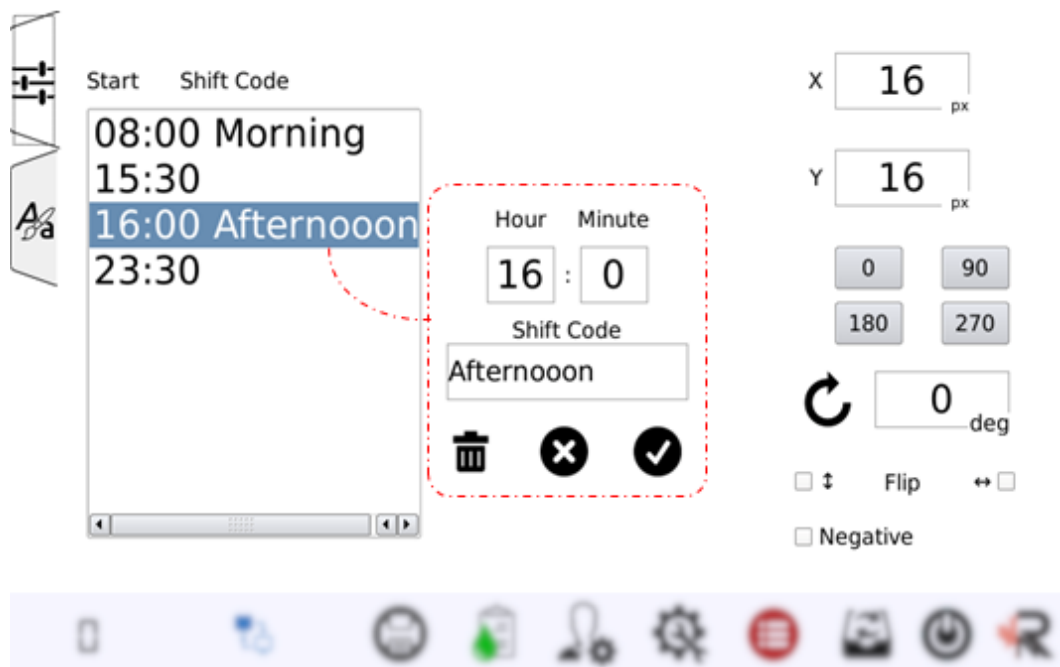 Start Shift Code
08:00 Morning
15:30
16:00 Afternooon
23:30
Hour Minute
16 : 0
Shift Code
Afternooon
X 16 px
Y 16 px
0 90
180 270
0 deg
Flip
Negative
Aa